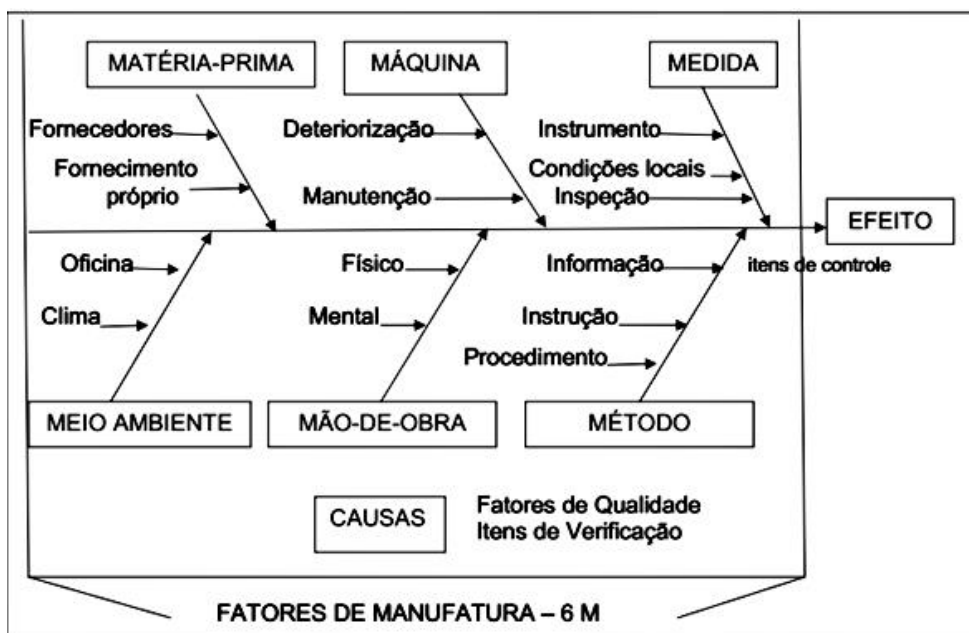 MATÉRIA-PRIMA
MÁQUINA
MEDIDA
Fornecedores
Fornecimento
próprio
Deteriorização
Manutenção
Instrumento
Condições locais
Inspeção
EFEITO
itens de controle
Oficina
Clima
Físico
Mental
Informação
Instrução
Procedimento
MEIO AMBIENTE
MÃO-DE-OBRA
MÉTODO
CAUSAS
Fatores de Qualidade
Itens de Verificação
FATORES DE MANUFATURA – 6 M